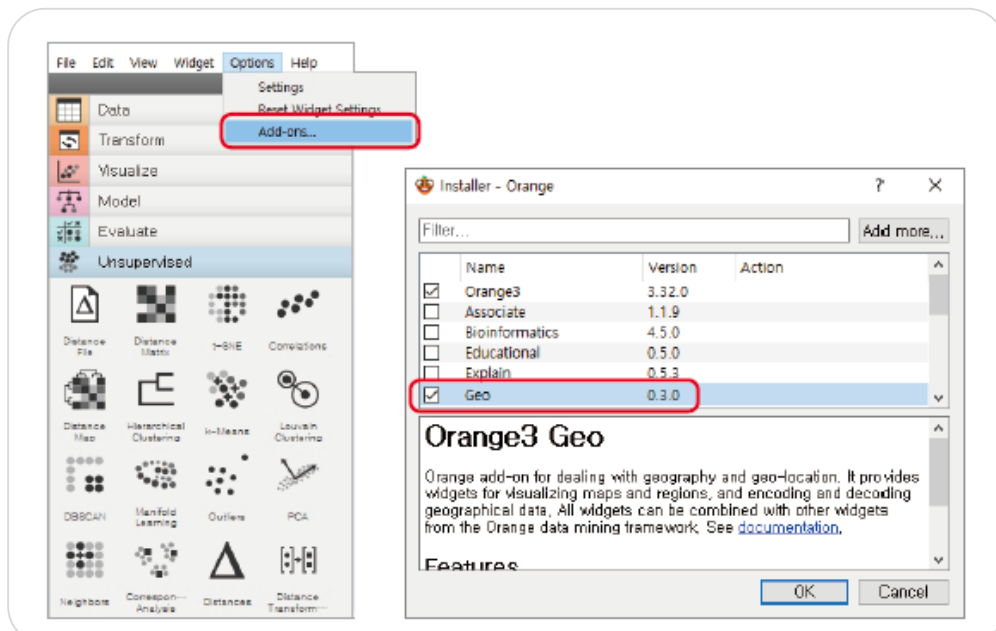 File Edit View Widget Options Help
Settings
Reset Widget Settings
Add-ons...
Data
Transform
Visualize
Model
Evaluate
Unsupervised
Distance File
Distance Matrix
t-SNE
Correlations
Distance Map
Hierarchical Clustering
k-Means
Louvain Clustering
DBSCAN
Manifold Learning
Outliers
PCA
Neighbors
Correspon--- Analysis
Distances
Distance Transform---
Installer - Orange
?
Filter...
Add more...
Name Version Action
Orange3 3.32.0
Associate 1.1.9
Bioinformatics 4.5.0
Educational 0.5.0
Explain 0.5.3
Geo 0.3.0
Orange3 Geo
Orange add-on for dealing with geography and geo-location. It provides
widgets for visualizing maps and regions, and encoding and decoding
geographical data, All widgets can be combined with other widgets
from the Orange data mining framework, See documentation,
Features
OK Cancel